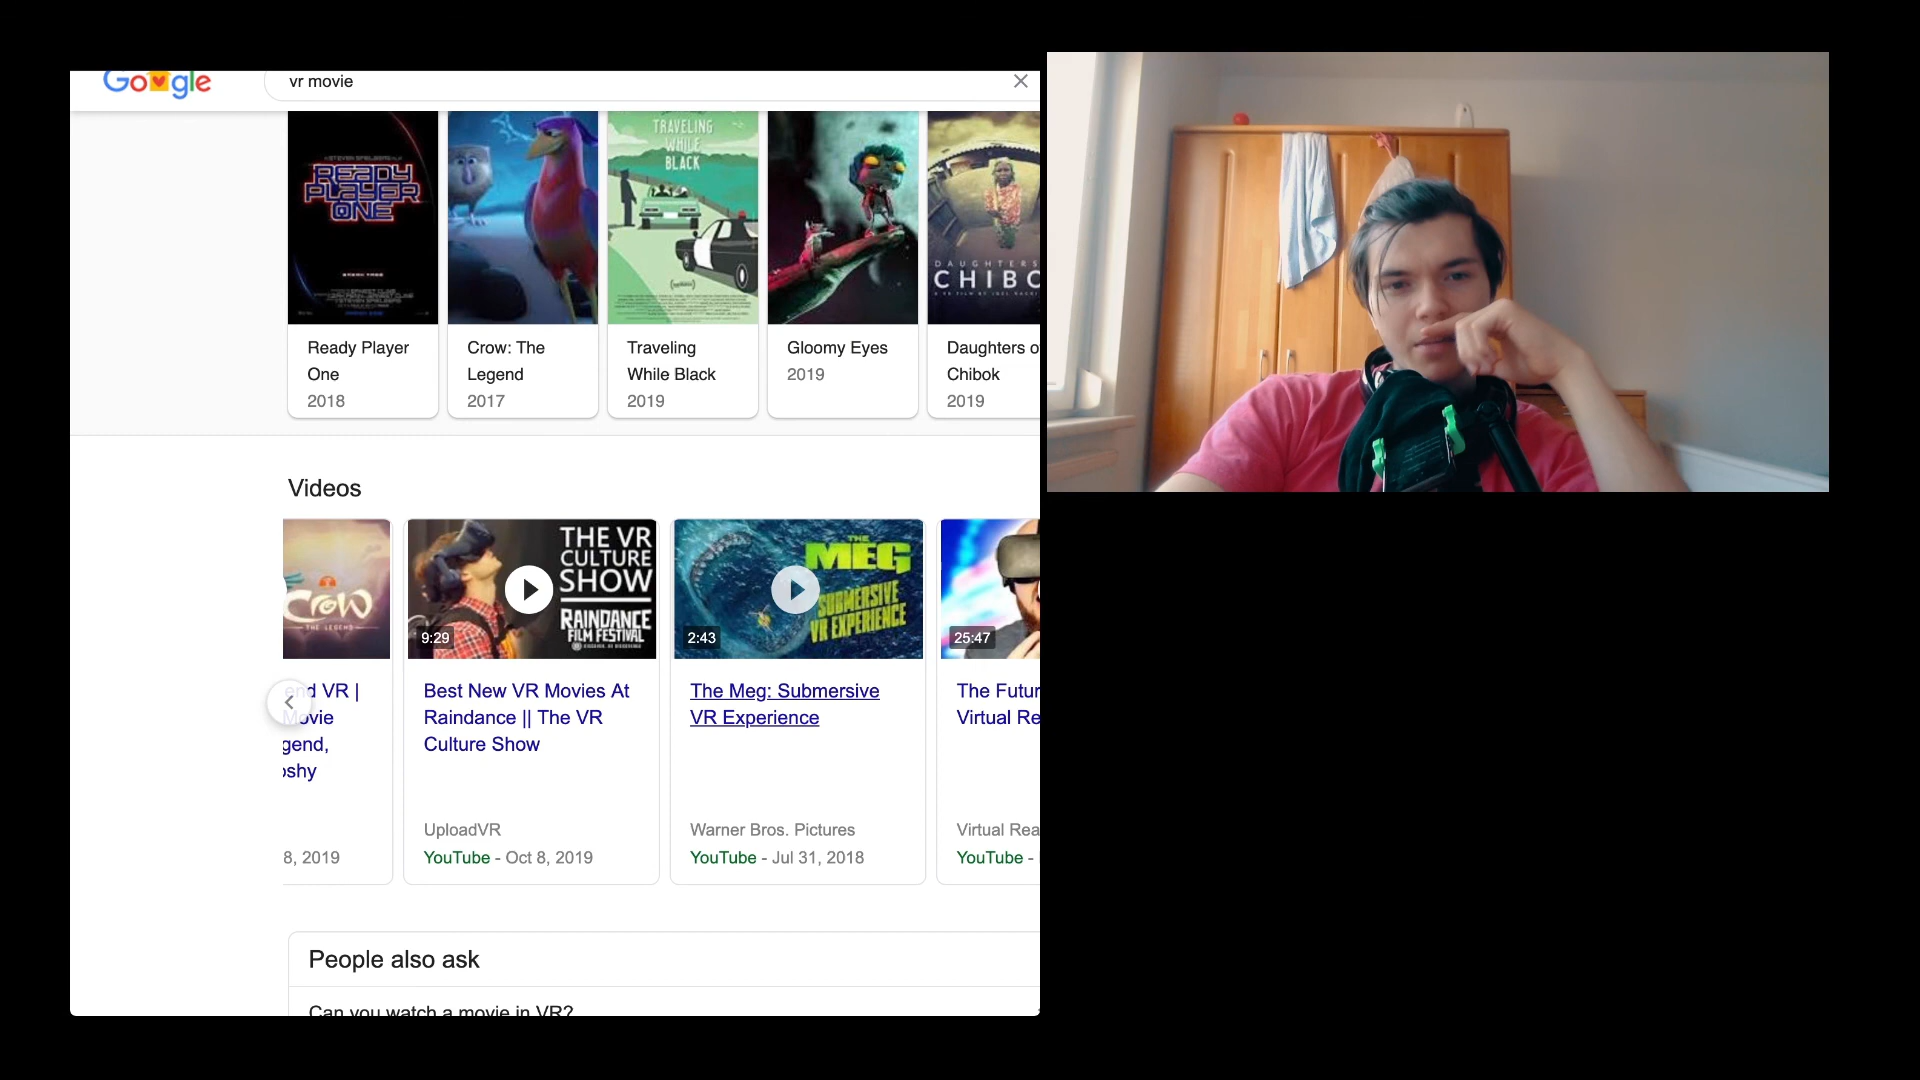 Google
vr movie
READY
PLAYER
ONE
TRAVELING
WHILE
BLACK
DAUGHTERS
CHIBO
Ready Player
One
2018
Crow: The
Legend
2017
Traveling
While Black
2019
Gloomy Eyes
2019
Daughters o
Chibok
2019
Videos
CROW
THE LEGEND
THE VR
CULTURE
SHOW
RAINDANCE
FILM FESTIVAL
9:29
THE
MEG
SUBMERSIVE
VR EXPERIENCE
2:43
25:47
end VR |
Movie
gend,
oshy
8, 2019
Best New VR Movies At
Raindance || The VR
Culture Show
UploadVR
YouTube - Oct 8, 2019
The Meg: Submersive
VR Experience
Warner Bros. Pictures
YouTube - Jul 31, 2018
The Futur
Virtual Re
Virtual Rea
YouTube -
People also ask
Can you watch a movie in VR?